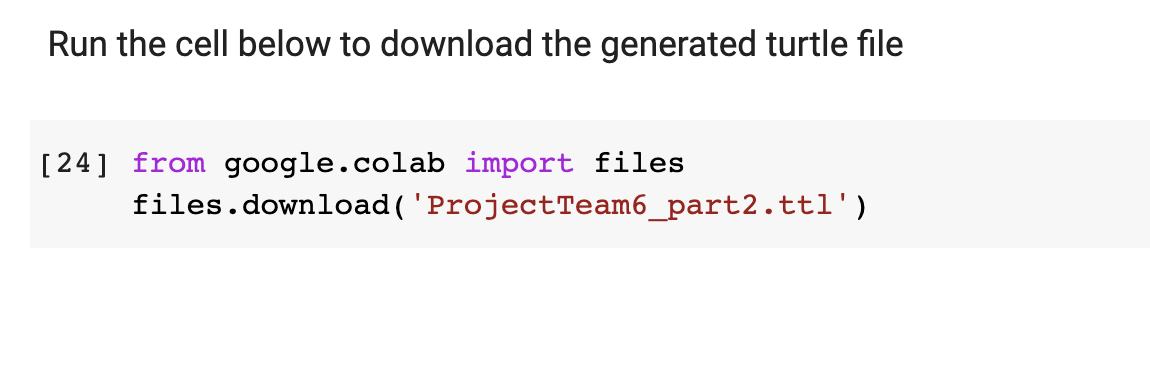 Run the cell below to download the generated turtle file
[24] from google.colab import files
files.download('ProjectTeam6_part2.ttl')